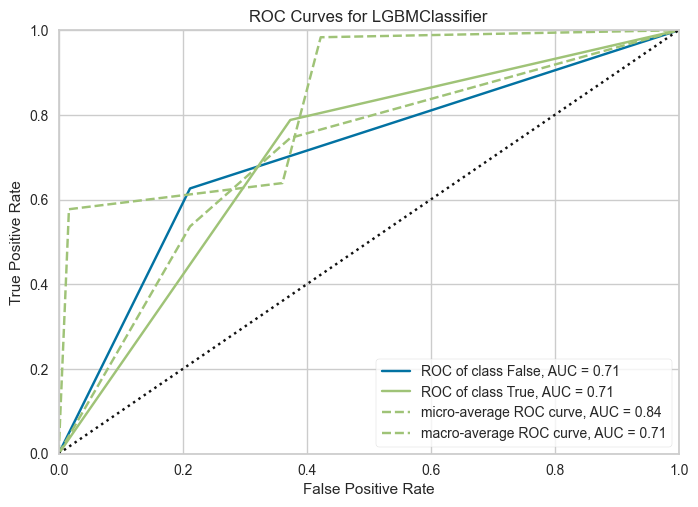 ROC Curves for LGBMClassifier
True Positive Rate
1.0
0.8
0.6
0.4
0.2
0.0
ROC of class False, AUC = 0.71
ROC of class True, AUC = 0.71
micro-average ROC curve, AUC = 0.84
macro-average ROC curve, AUC = 0.71
0.0 0.2 0.4 0.6 0.8 1.0
False Positive Rate